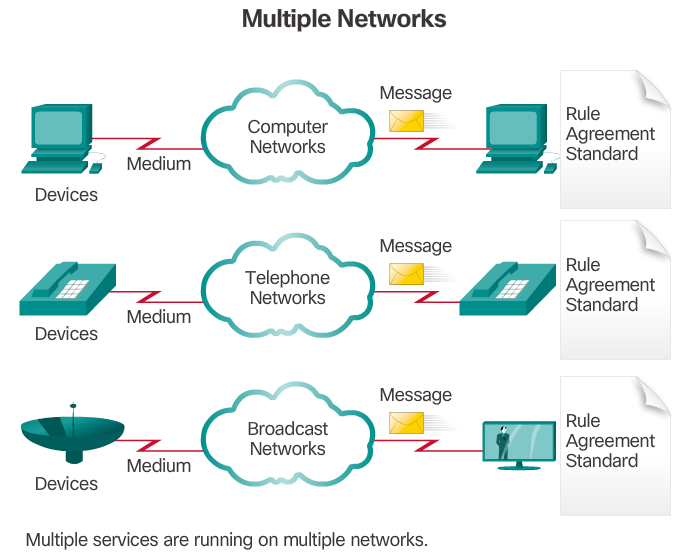 Multiple Networks
Message
Computer
Networks
Rule
Agreement
Standard
Medium
Devices
Message
Telephone
Networks
Rule
Agreement
Standard
Medium
Devices
Message
Broadcast
Networks
Rule
Agreement
Standard
Medium
Devices
Multiple services are running on multiple networks.